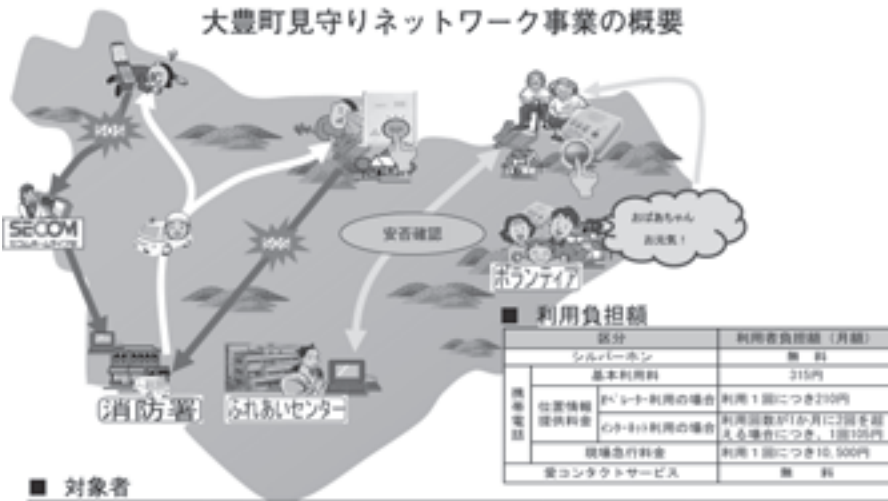 大豊町見守りネットワーク事業の概要
SOS
SECOM
安否確認
おばあちゃん
お元気！
SOS
ボランティア
消防署
ふれあいセンター
■ 利用負担額
区分 利用者負担額（月額）
シルバーホン 無 料
携帯電話
基本利用料 315円
位置情報提供料金
オペレーター利用の場合 利用1回につき210円
インターネット利用の場合 利用回数が1か月に2回を超
える場合につき、1回105円
現場急行料金 利用1回につき10,500円
愛コンタクトサービス 無 料
■ 対象者